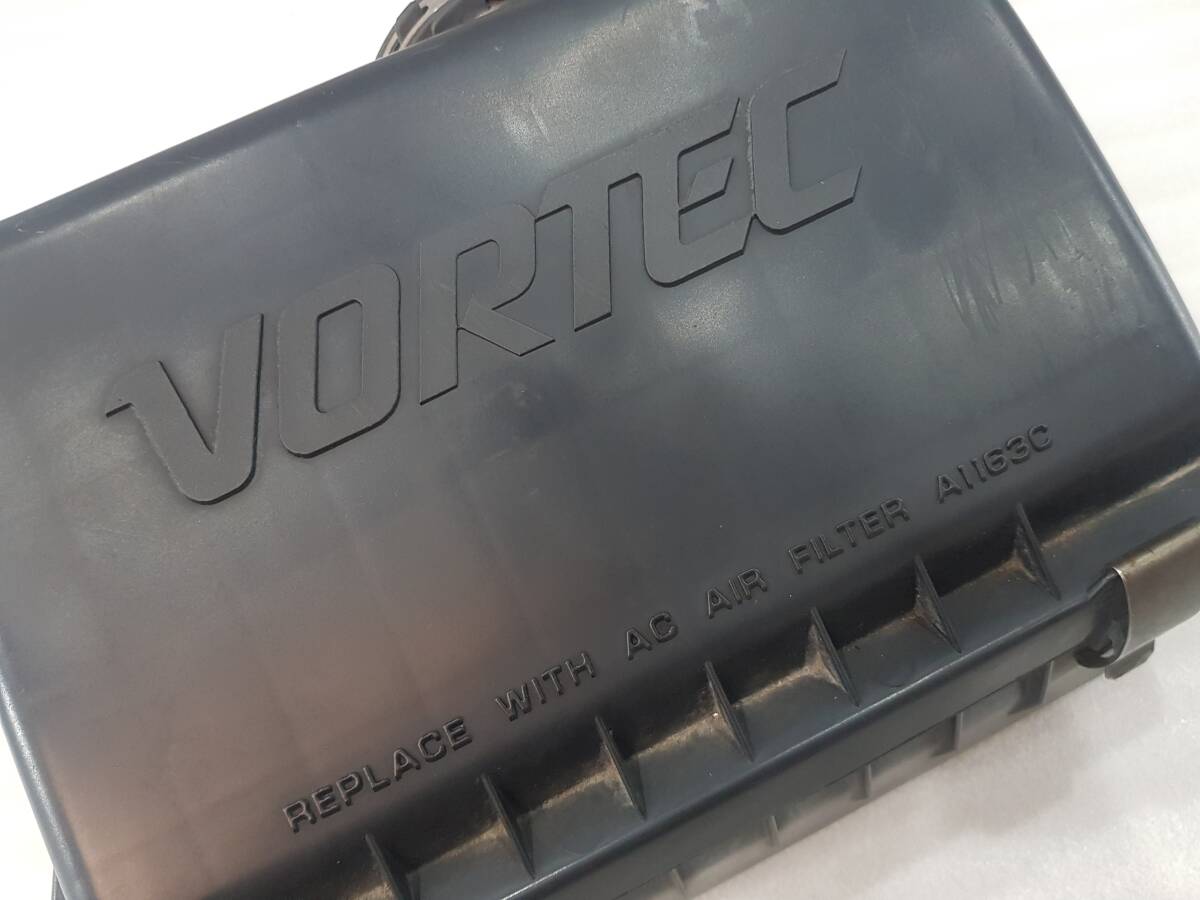 VORTEC
REPLACE WITH AC AIR FILTER A1163C